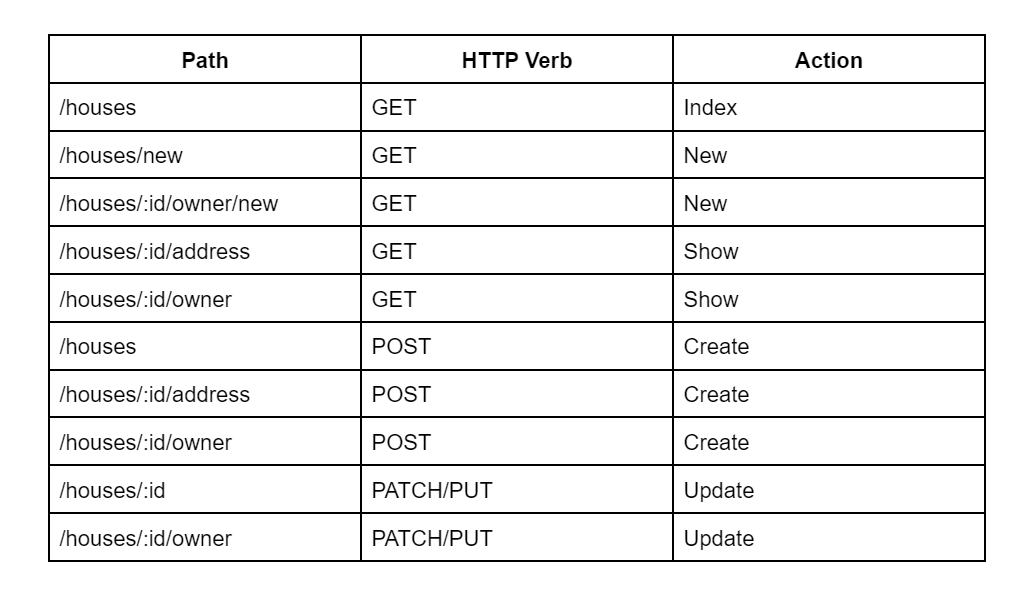 Path HTTP Verb Action
/houses GET Index
/houses/new GET New
/houses/:id/owner/new GET New
/houses/:id/address GET Show
/houses/:id/owner GET Show
/houses POST Create
/houses/:id/address POST Create
/houses/:id/owner POST Create
/houses/:id PATCH/PUT Update
/houses/:id/owner PATCH/PUT Update